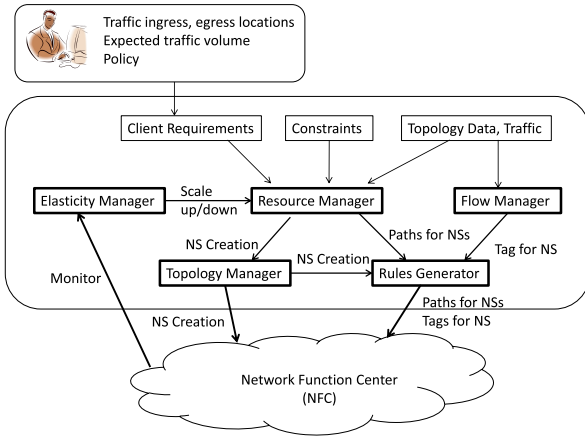 Traffic ingress, egress locations
Expected traffic volume
Policy
Client Requirements
Constraints
Topology Data, Traffic
Elasticity Manager
Scale
up/down
Resource Manager
Flow Manager
NS Creation
Paths for NSs
Tag for NS
Monitor
Topology Manager
NS Creation
Rules Generator
NS Creation
Paths for NSs
Tags for NS
Network Function Center
(NFC)